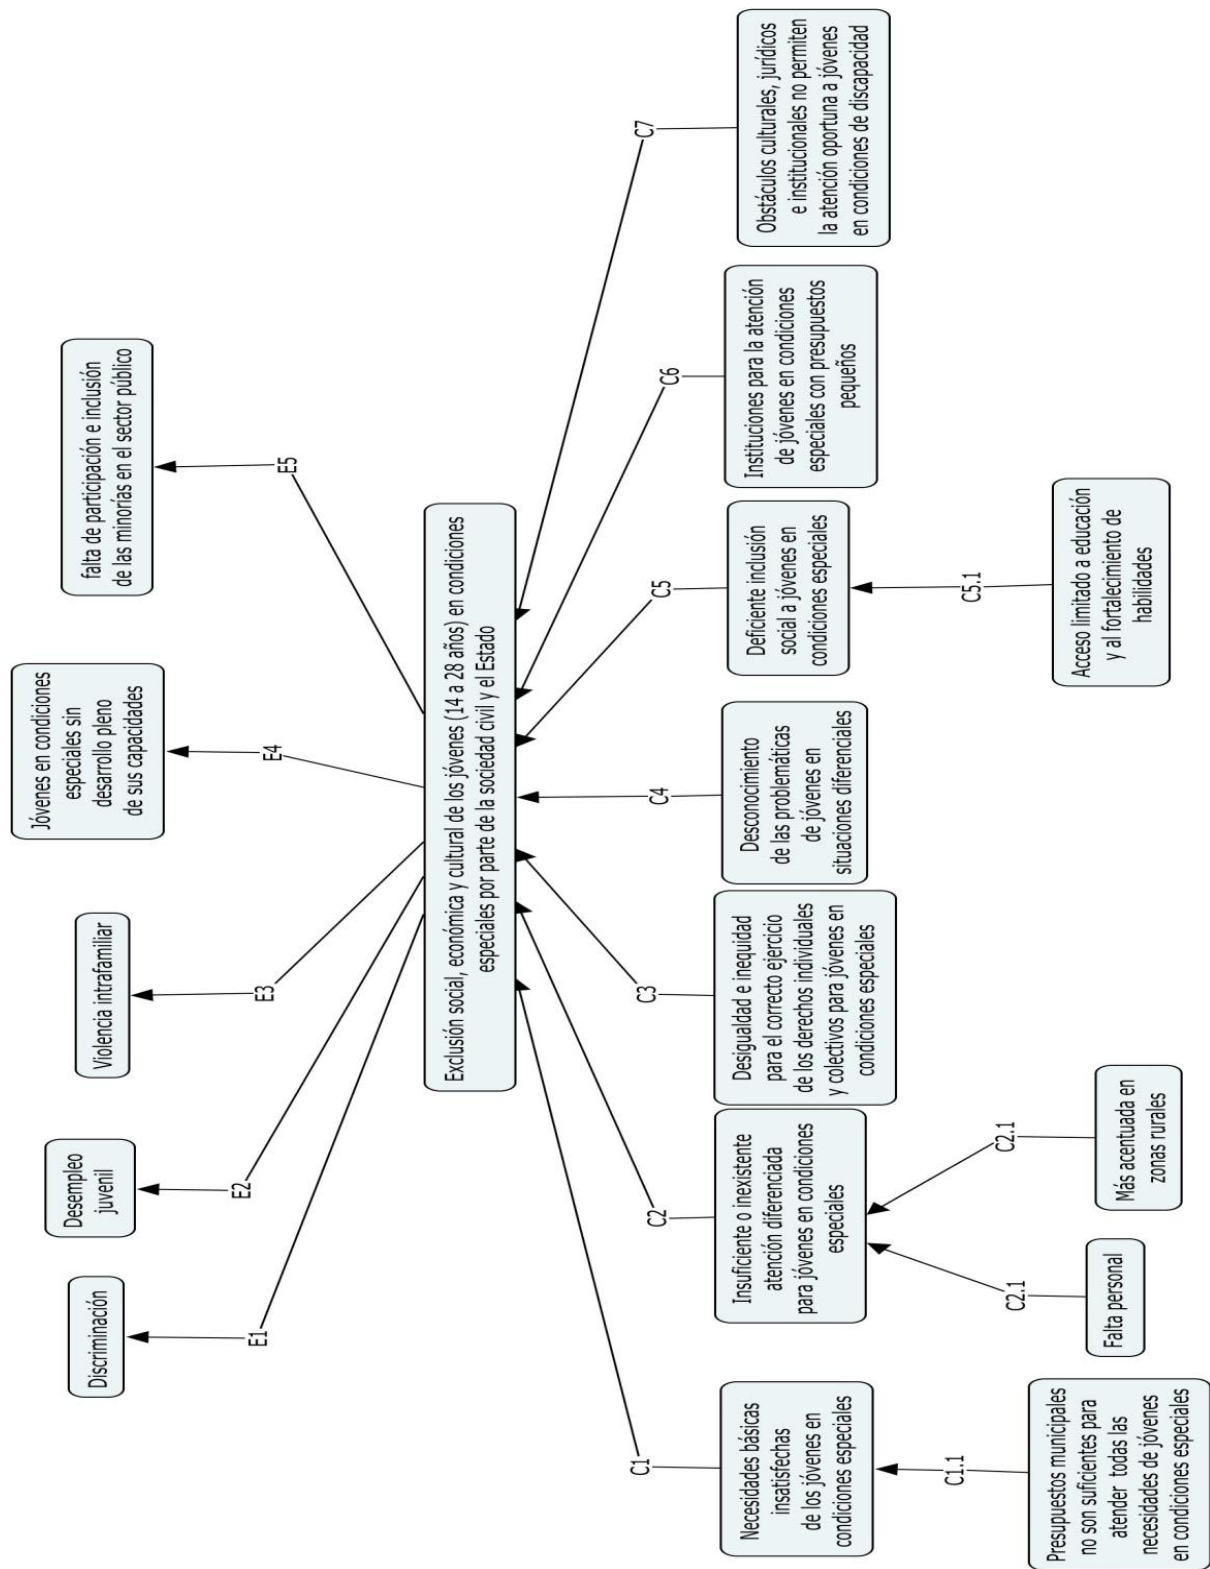 Discriminación
Desempleo
juvenil
Violencia intrafamiliar
Jóvenes en condiciones
especiales sin
desarrollo pleno
de sus capacidades
falta de participación e inclusión
de las minorías en el sector público
E1
E2
E3
E4
E5
Exclusión social, económica y cultural de los jóvenes (14 a 28 años) en condiciones
especiales por parte de la sociedad civil y el Estado
C1
C2
C3
C4
C5
C6
C7
Necesidades básicas
insatisfechas
de los jóvenes en
condiciones especiales
Insuficiente o inexistente
atención diferenciada
para jóvenes en condiciones
especiales
Desigualdad e inequidad
para el correcto ejercicio
de los derechos individuales
y colectivos para jóvenes en
condiciones especiales
Desconocimiento
de las problemáticas
de jóvenes en
situaciones diferenciales
Deficiente inclusión
social a jóvenes en
condiciones especiales
Instituciones para la atención
de jóvenes en condiciones
especiales con presupuestos
pequeños
Obstáculos culturales, jurídicos
e institucionales no permiten
la atención oportuna a jóvenes
en condiciones de discapacidad
C1.1
C2.1
C2.1
C5.1
Presupuestos municipales
no son suficientes para
atender todas las
necesidades de jóvenes
en condiciones especiales
Falta personal
Más acentuada en
zonas rurales
Acceso limitado a educación
y al fortalecimiento de
habilidades